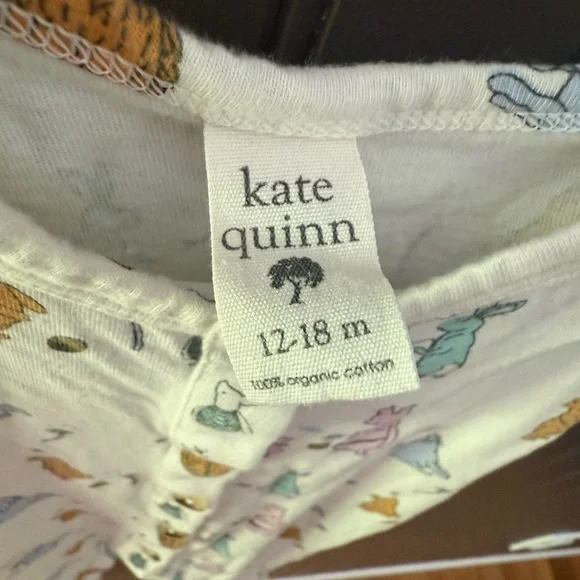 kate
quinn
12-18 m
100% organic cotton